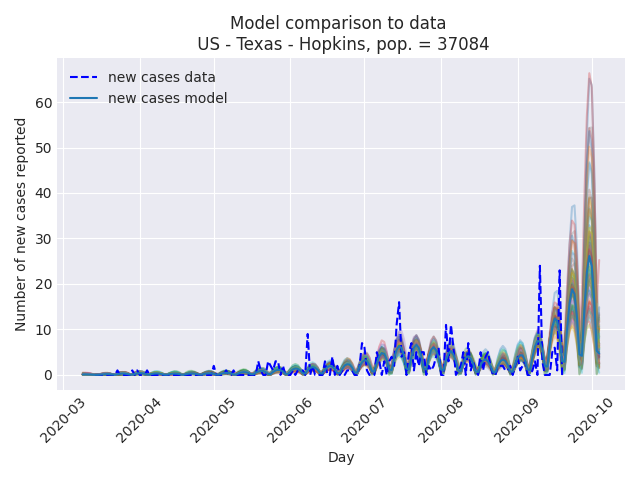 Model comparison to data
US - Texas - Hopkins, pop. = 37084
new cases data
new cases model
Number of new cases reported
60
50
40
30
20
10
0
2020-03
2020-04
2020-05
2020-06
2020-07
2020-08
2020-09
2020-10
Day